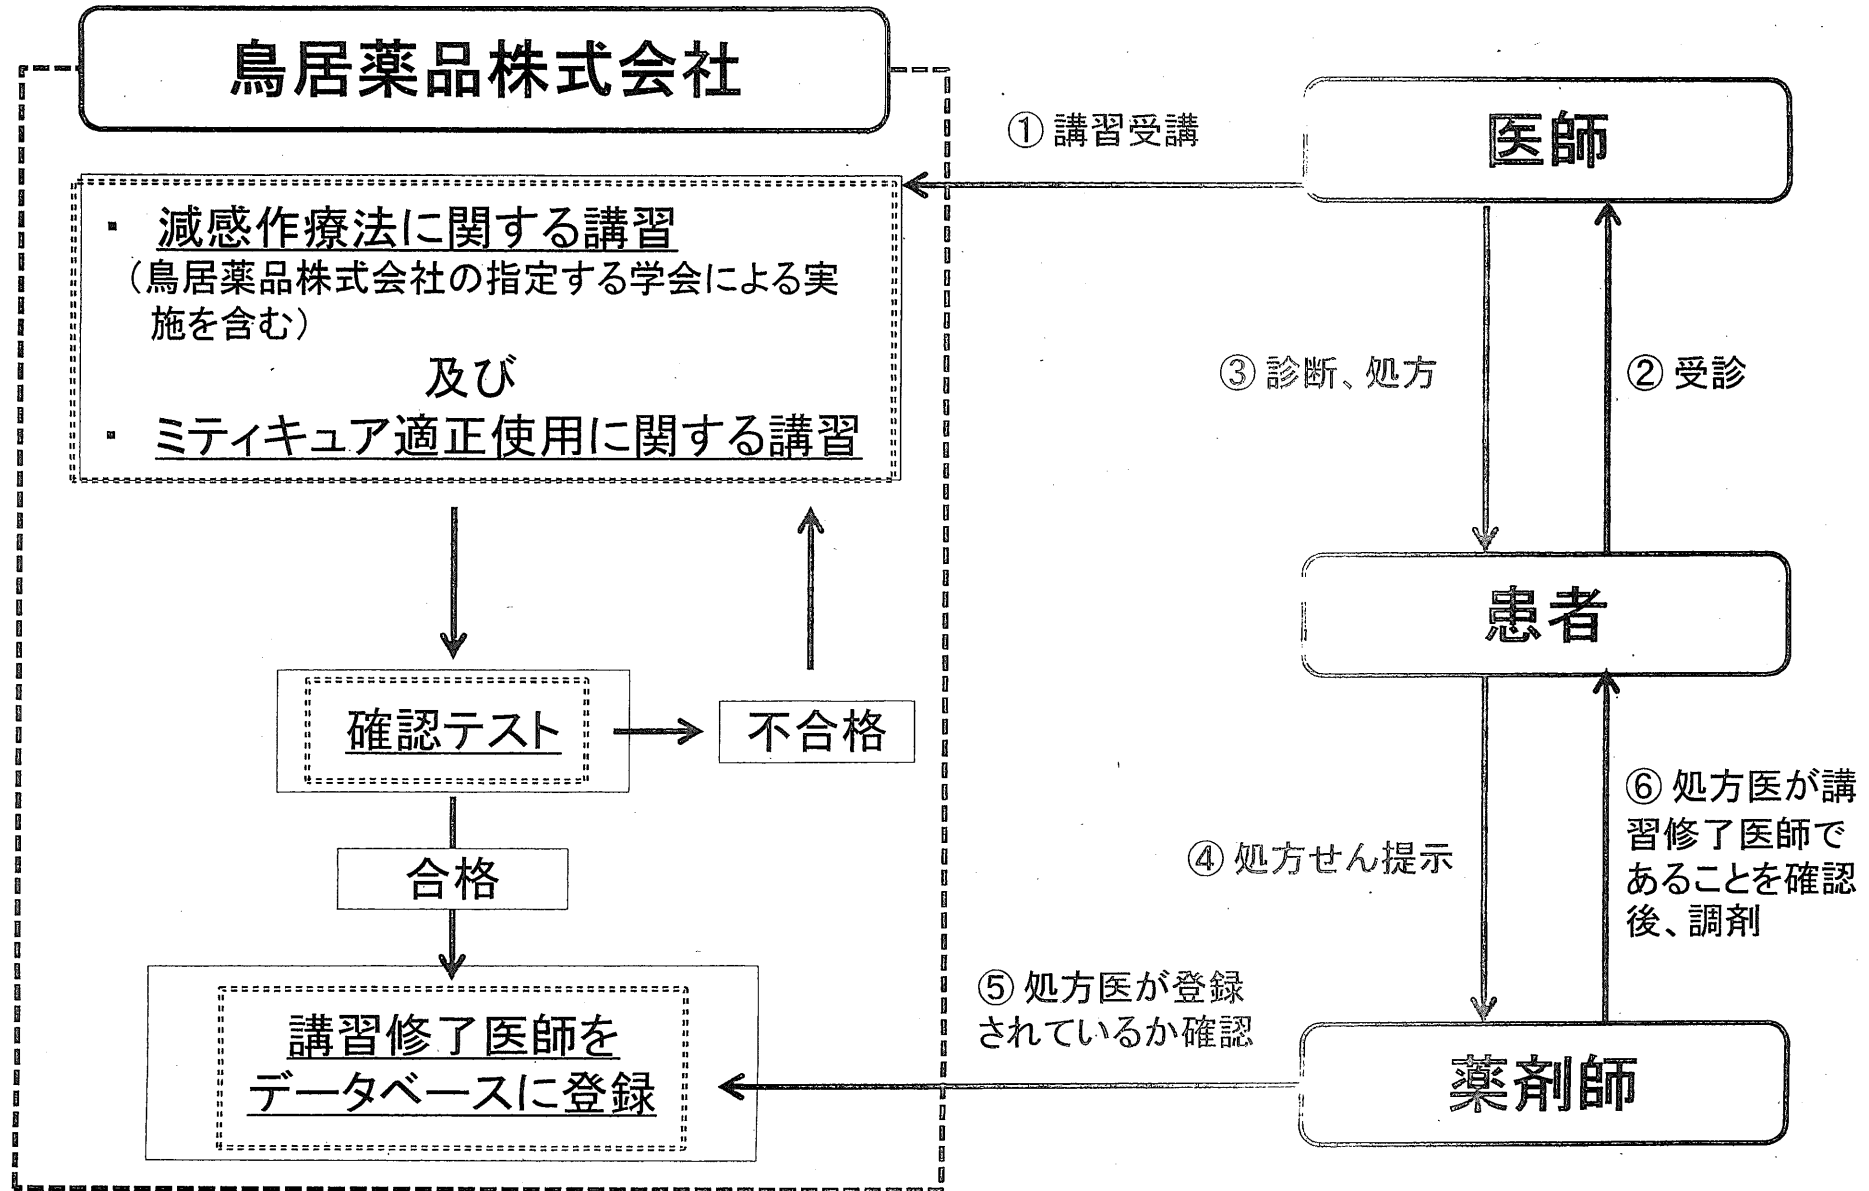 鳥居薬品株式会社
・ 減感作療法に関する講習
（鳥居薬品株式会社の指定する学会による実
施を含む）
及び
・ ミティキュア適正使用に関する講習
確認テスト
不合格
合格
講習修了医師を
データベースに登録
① 講習受講
医師
③ 診断、処方
② 受診
患者
④ 処方せん提示
⑥ 処方医が講
習修了医師で
あることを確認
後、調剤
⑤ 処方医が登録
されているか確認
薬剤師